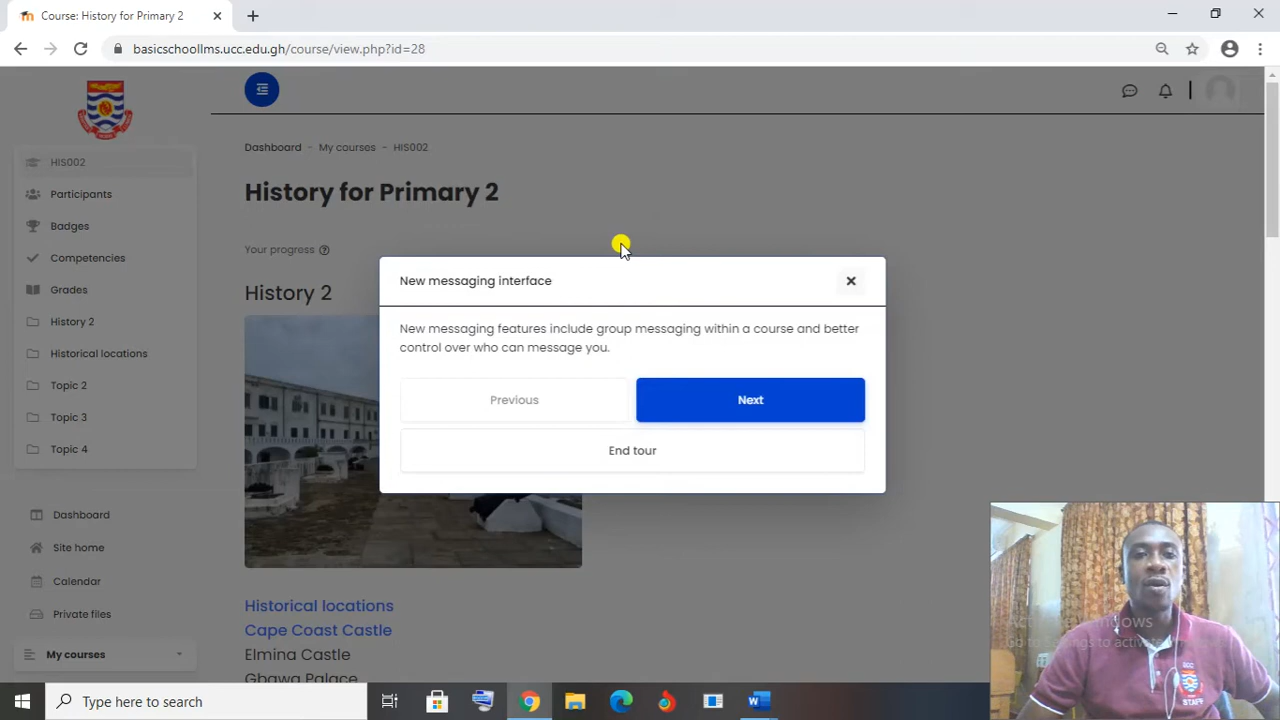 Course: History for Primary 2
basicschoollms.ucc.edu.gh/course/view.php?id=28
HIS002
Participants
Badges
Competencies
Grades
History 2
Historical locations
Topic 2
Topic 3
Topic 4
Dashboard
Site home
Calendar
Private files
My courses
Dashboard - My courses - HIS002
History for Primary 2
Your progress
History 2
New messaging interface
New messaging features include group messaging within a course and better
control over who can message you.
Previous
Next
End tour
Historical locations
Cape Coast Castle
Elmina Castle
Gbawa Palace
UCC
STAFF
Type here to search